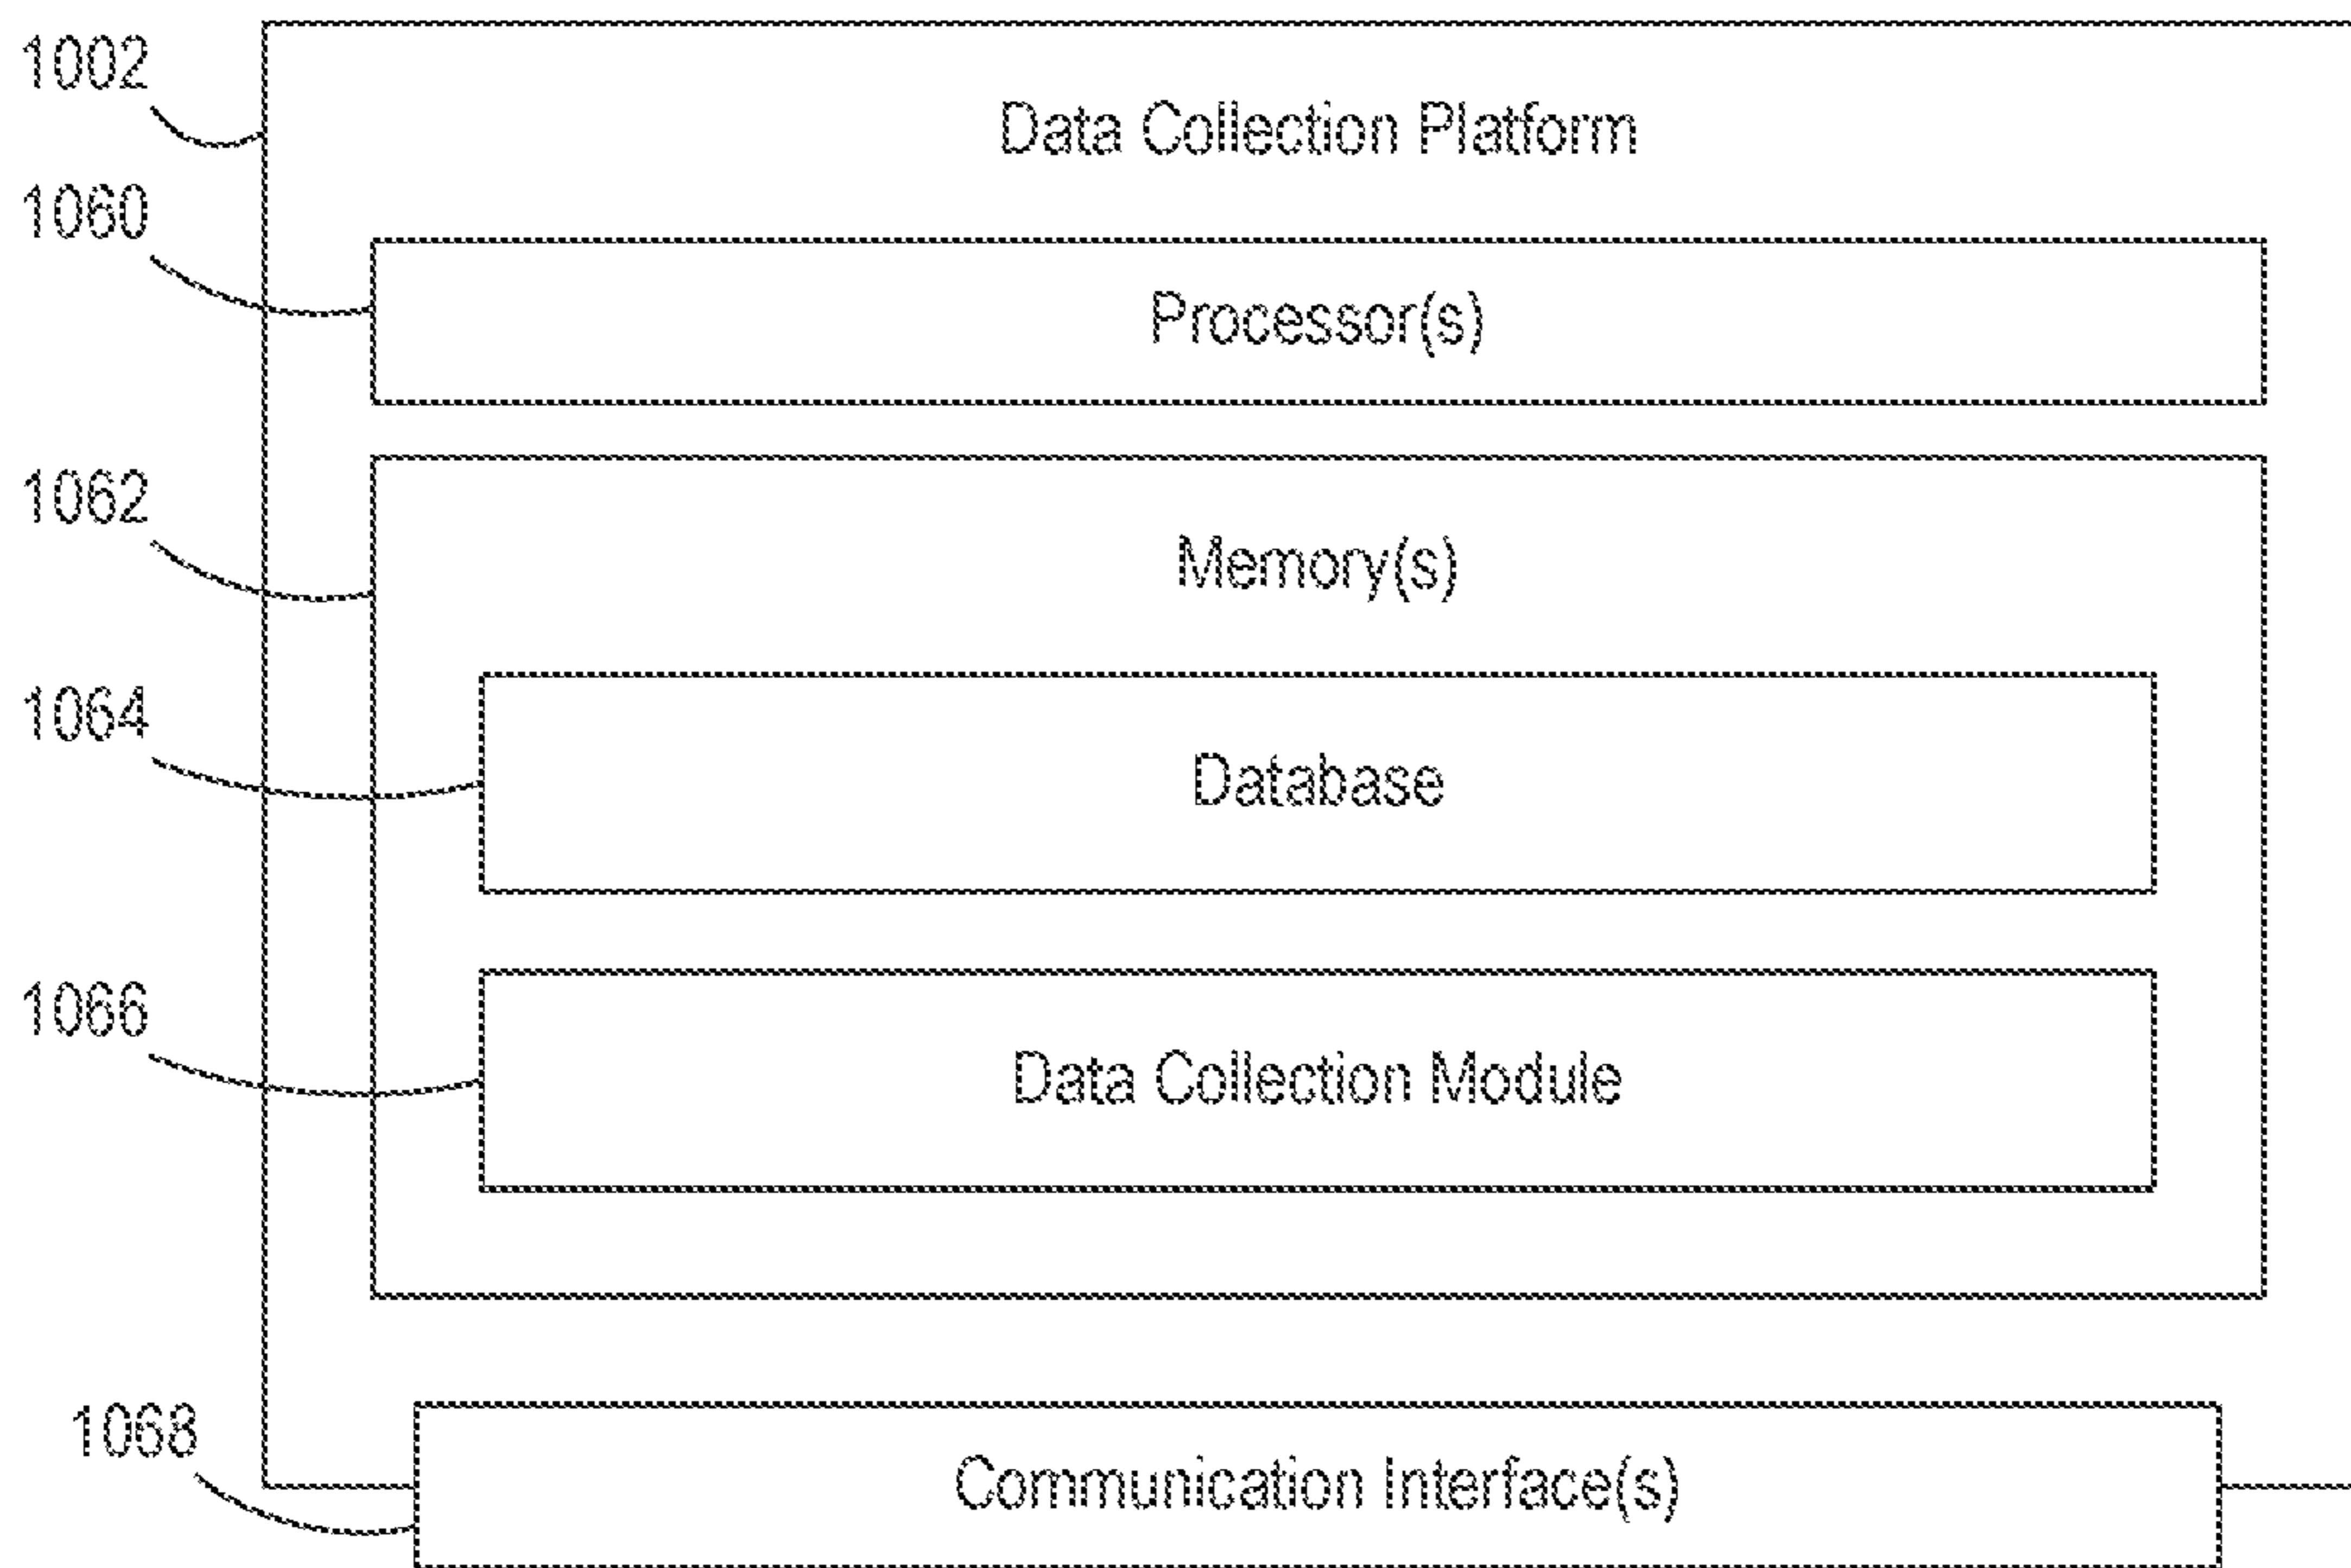 1002
Data Collection Platform
1060
Processor(s)
1062
Memory(s)
1064
Database
1066
Data Collection Module
1068
Communication Interface(s)